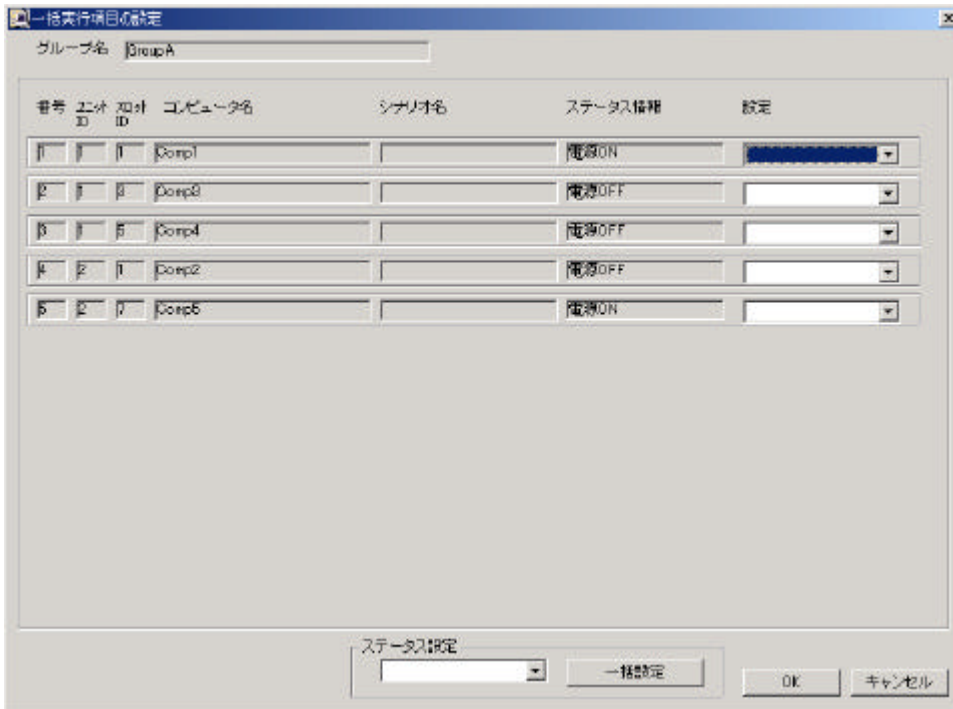 一括実行項目の設定
グループ名 GroupA
番号 ユニットID スロットID コンピュータ名 シナリオ名 ステータス情報 設定
1 1 1 Comp1 電源ON
2 1 3 Comp3 電源OFF
3 1 5 Comp4 電源OFF
4 2 1 Comp2 電源OFF
5 2 7 Comp5 電源ON
ステータス設定
一括設定 OK キャンセル